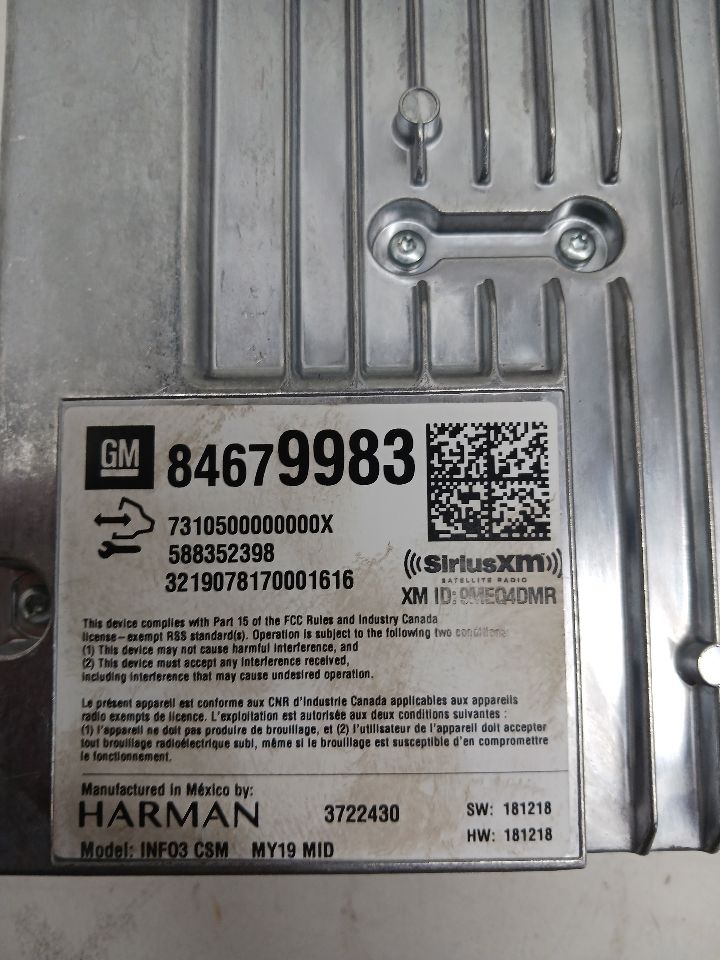 GM 84679983
7310500000000X
588352398
3219078170001616
SiriusXM
SATELLITE RADIO
XM ID: 9MEQ4DMR
This device complies with Part 15 of the FCC Rules and Industry Canada
license-exempt RSS standard(s). Operation is subject to the following two conditions:
(1) This device may not cause harmful interference, and
(2) This device must accept any interference received,
including interference that may cause undesired operation.
Le présent appareil est conforme aux CNR d'Industrie Canada applicables aux appareils
radio exempts de licence. L'exploitation est autorisée aux deux conditions suivantes :
(1) l'appareil ne doit pas produire de brouillage, et (2) l'utilisateur de l'appareil doit accepter
tout brouillage radioélectrique subi, même si le brouillage est susceptible d'en compromettre
le fonctionnement.
Manufactured in México by:
HARMAN 3722430 SW: 181218
HW: 181218
Model: INFO3 CSM MY19 MID